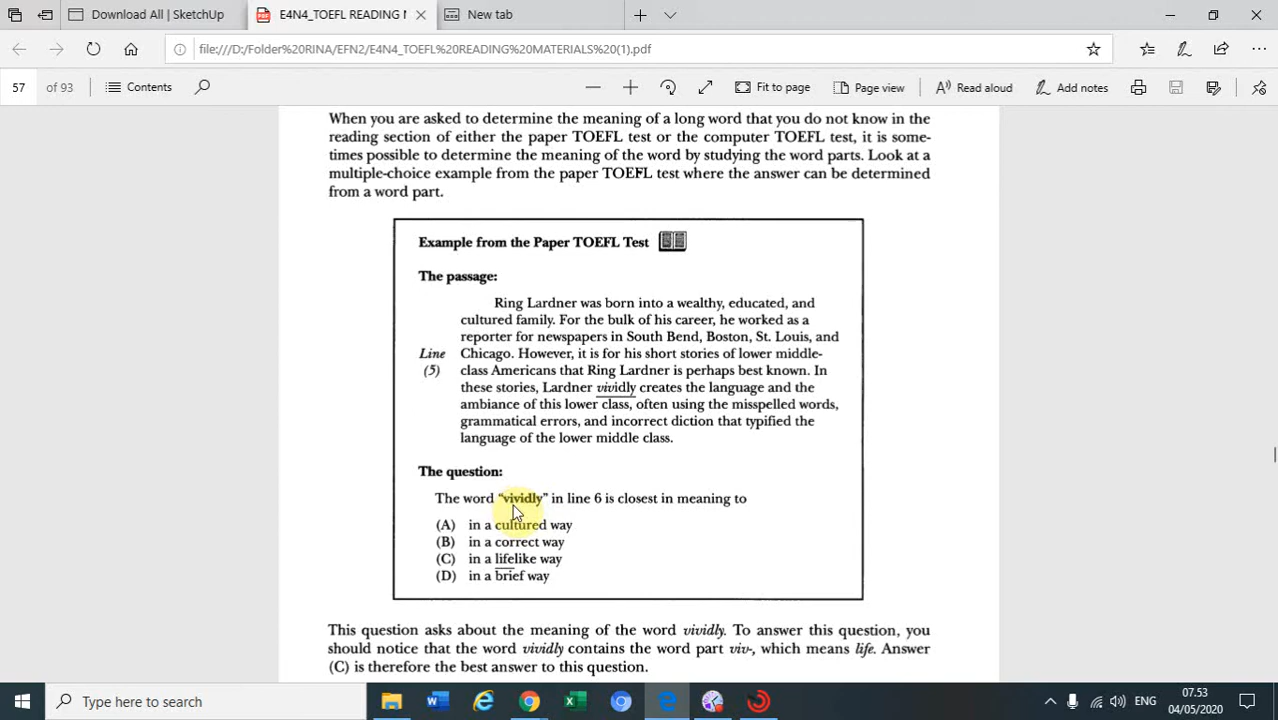 Download All | SketchUp
E4N4_TOEFL READING M
New tab
file:///D:/Folder%20RINA/EFN2/E4N4_TOEFL%20READING%20MATERIALS%20(1).pdf
57 of 93 Contents Fit to page Page view Read aloud Add notes
When you are asked to determine the meaning of a long word that you do not know in the
reading section of either the paper TOEFL test or the computer TOEFL test, it is some-
times possible to determine the meaning of the word by studying the word parts. Look at a
multiple-choice example from the paper TOEFL test where the answer can be determined
from a word part.
Example from the Paper TOEFL Test
The passage:
Ring Lardner was born into a wealthy, educated, and
cultured family. For the bulk of his career, he worked as a
reporter for newspapers in South Bend, Boston, St. Louis, and
Line Chicago. However, it is for his short stories of lower middle-
(5) class Americans that Ring Lardner is perhaps best known. In
these stories, Lardner vividly creates the language and the
ambiance of this lower class, often using the misspelled words,
grammatical errors, and incorrect diction that typified the
language of the lower middle class.
The question:
The word "vividly" in line 6 is closest in meaning to
(A) in a cultured way
(B) in a correct way
(C) in a lifelike way
(D) in a brief way
This question asks about the meaning of the word vividly. To answer this question, you
should notice that the word vividly contains the word part viv-, which means life. Answer
(C) is therefore the best answer to this question.
Type here to search
ENG
07.53
04/05/2020